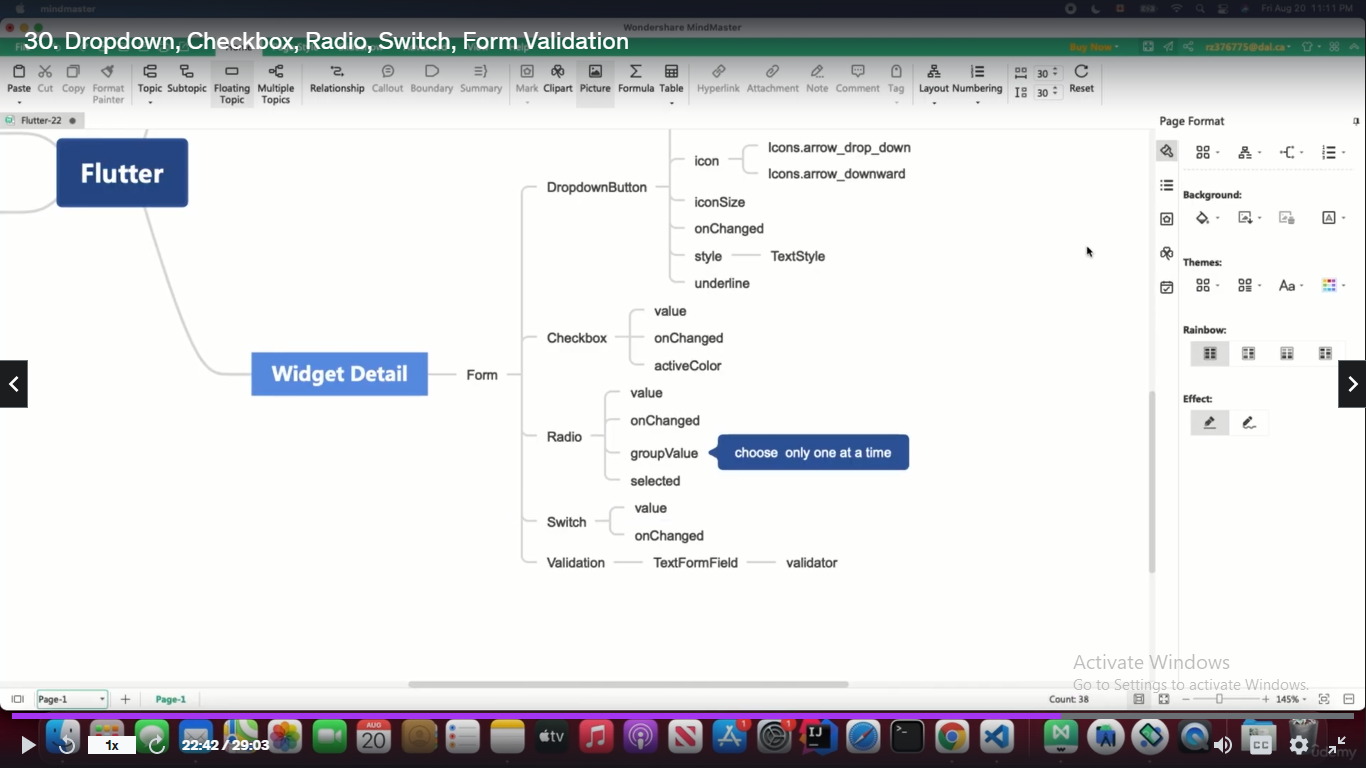 mindmaster
Fri Aug 20 11:11 PM
Wondershare MindMaster
30. Dropdown, Checkbox, Radio, Switch, Form Validation
Buy Now
rz376775@dal.ca
Paste Cut Copy Format Painter Topic Subtopic Floating Topic Multiple Topics Relationship Callout Boundary Summary Mark Clipart Picture Formula Table Hyperlink Attachment Note Comment Tag Layout Numbering 30 30 Reset
Flutter-22
Page Format
Flutter
Icons.arrow_drop_down
icon
Icons.arrow_downward
DropdownButton
iconSize
onChanged
style
TextStyle
underline
Background:
Themes:
Aa
Rainbow:
Effect:
value
Checkbox
onChanged
activeColor
Widget Detail
Form
value
onChanged
Radio
groupValue
choose only one at a time
selected
value
Switch
onChanged
Validation
TextFormField
validator
Activate Windows
Go to Settings to activate Windows.
Page-1
Page-1
Count: 38
145%
AUG
20
tv
IJ
1
1
1x
22:42 / 29:03
CC
udemy